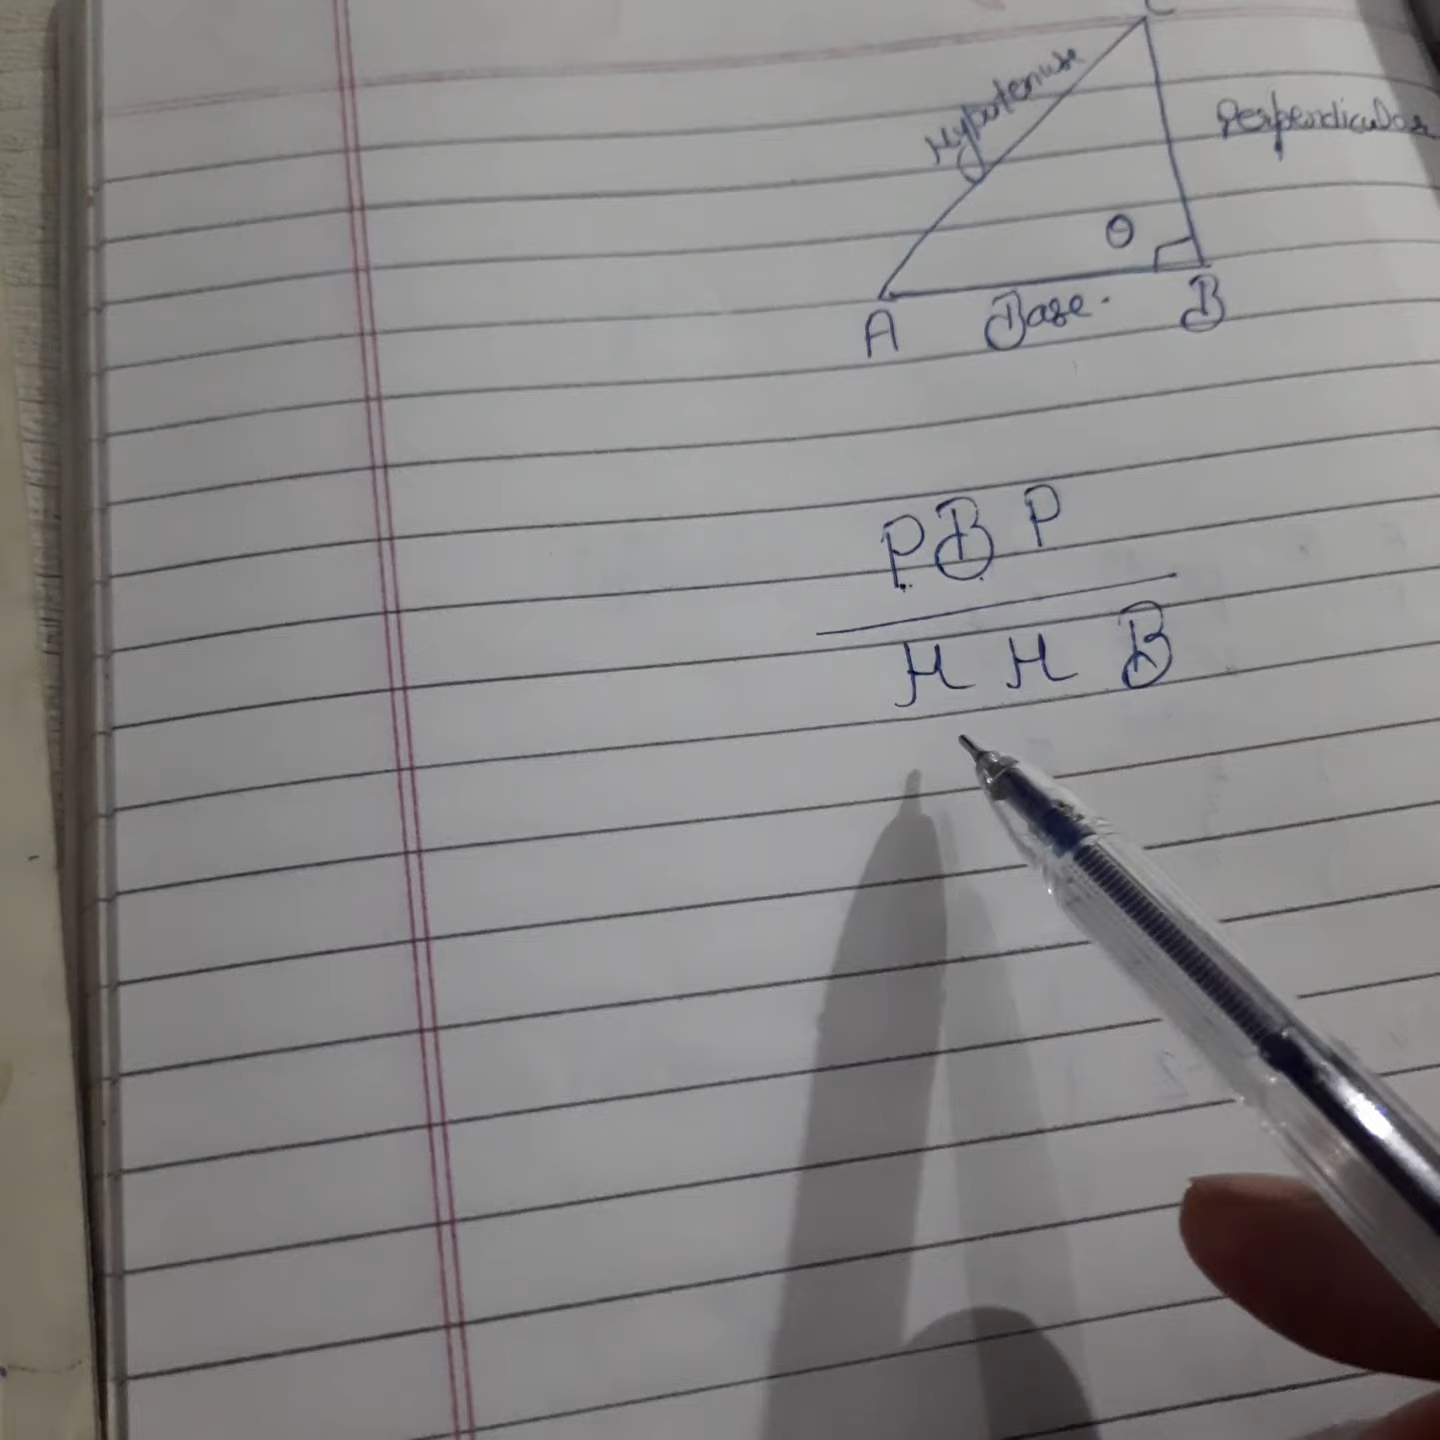 C
Hypotenuse
Perpendicular
θ
A Base. B
P B P
H H B